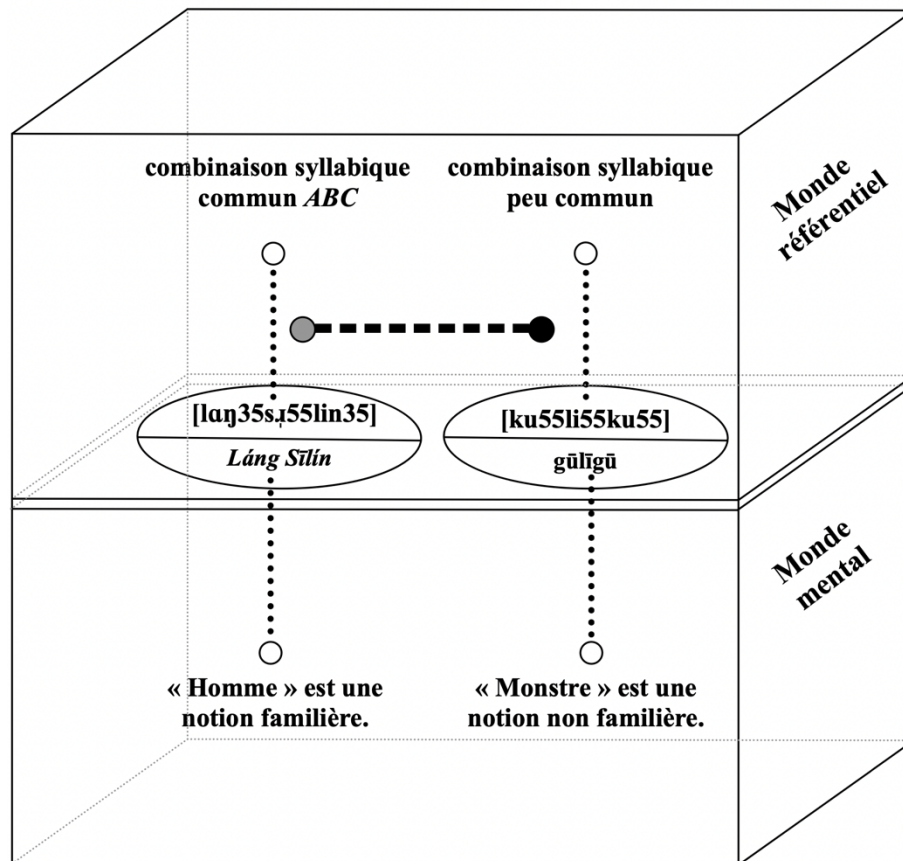 combinaison syllabique
commun ABC
combinaison syllabique
peu commun
Monde
référentiel
[lɑŋ35sɹ̩55lin35]
Láng Sīlín
[ku55li55ku55]
gūlīgū
Monde
mental
« Homme » est une
notion familière.
« Monstre » est une
notion non familière.